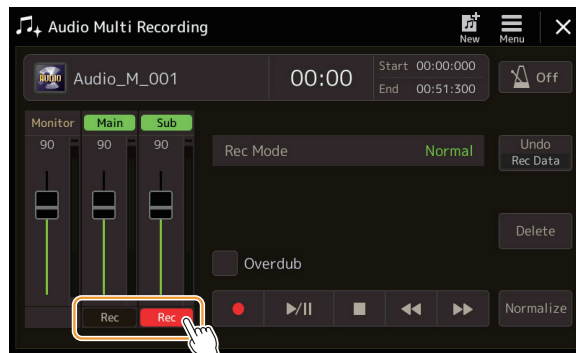 Audio Multi Recording
New
Menu
AUDIO
Audio_M_001
00:00
Start 00:00:000
End 00:51:300
Off
Monitor
Main
Sub
90
90
90
Rec Mode
Normal
Undo
Rec Data
Delete
Overdub
Rec
Rec
Normalize